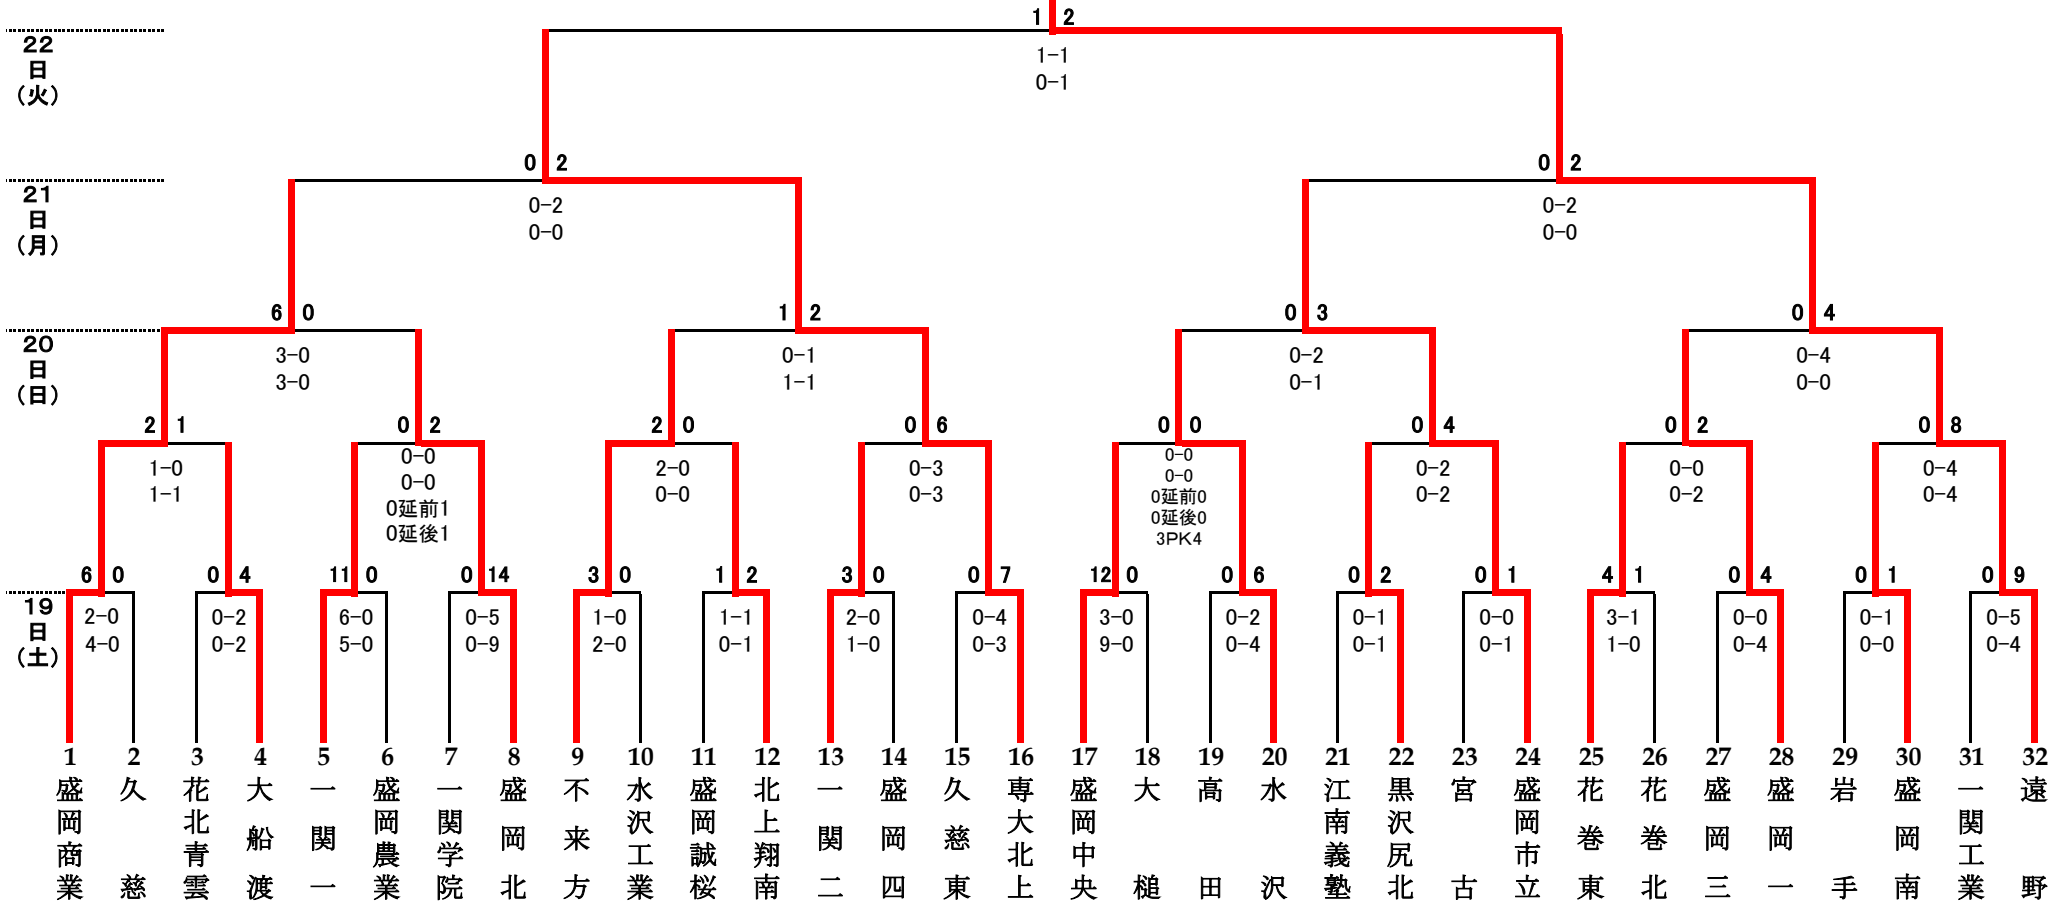 1 2
22
日
（火）
1-1
0-1
0 2
0 2
21
日
（月）
0-2
0-0
0-2
0-0
6 0
1 2
0 3
0 4
20
日
（日）
3-0
3-0
0-1
1-1
0-2
0-1
0-4
0-0
2 1
0 2
2 0
0 6
0 0
0 4
0 2
0 8
1-0
1-1
0-0
0-0
0延前1
0延後1
2-0
0-0
0-3
0-3
0-0
0-0
0延前0
0延後0
3PK4
0-2
0-2
0-0
0-2
0-4
0-4
6 0
0 4
11 0
0 14
3 0
1 2
3 0
0 7
12 0
0 6
0 2
0 1
4 1
0 4
0 1
0 9
19
日
（土）
2-0
4-0
0-2
0-2
6-0
5-0
0-5
0-9
1-0
2-0
1-1
0-1
2-0
1-0
0-4
0-3
3-0
9-0
0-2
0-4
0-1
0-1
0-0
0-1
3-1
1-0
0-0
0-4
0-1
0-0
0-5
0-4
1 盛岡商業
2 久慈
3 花北青雲
4 大船渡
5 一関一
6 盛岡農業
7 一関学院
8 盛岡北
9 不来方
10 水沢工業
11 盛岡誠桜
12 北上翔南
13 一関二
14 盛岡四
15 久慈東
16 専大北上
17 盛岡中央
18 大槌
19 高田
20 水沢
21 江南義塾
22 黒沢尻北
23 宮古
24 盛岡市立
25 花巻東
26 花巻北
27 盛岡三
28 盛岡一
29 岩手
30 盛岡南
31 一関工業
32 遠野